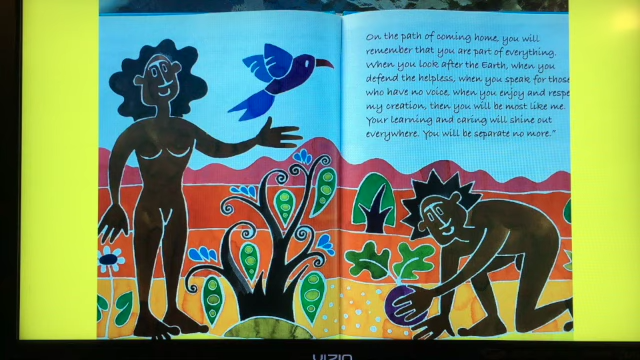 On the path of coming home, you will
remember that you are part of everything.
When you look after the Earth, when you
defend the helpless, when you speak for those
who have no voice, when you enjoy and
my creation, then you will be most like me.
Your learning and caring will shine out
everywhere. You will be separate no more."
VIZIO